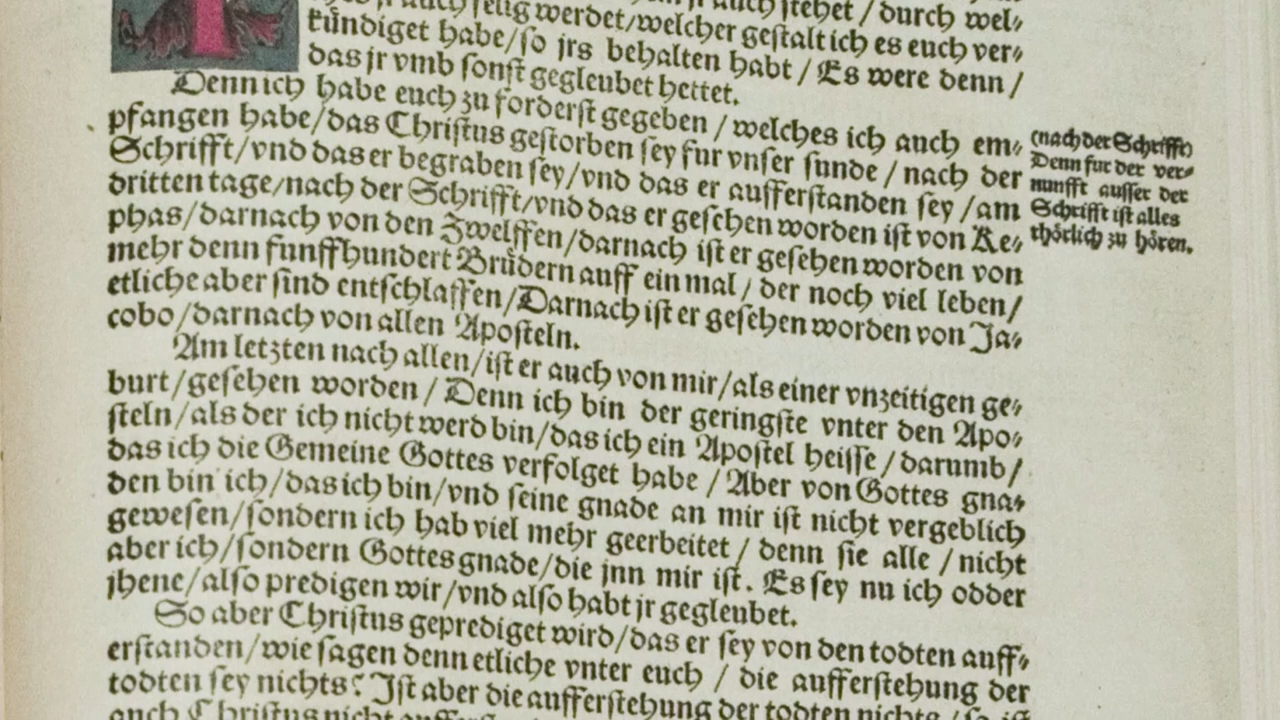 auch stehet / durch wel⸗
auch selig werdet/welcher gestalt ich es euch ver⸗
kündiget habe/so jrs behalten habt / Es were denn /
das jr vmb sonst gegleubet hettet.
Denn ich habe euch zu forderst gegeben / welches ich auch em⸗
pfangen habe/das Christus gestorben sey fur vnser sunde / nach der
Schrifft/vnd das er begraben sey/vnd das er aufferstanden sey /am
dritten tage/nach der Schrifft/vnd das er gesehen worden ist von Ke⸗
phas/darnach von den Zwelffen/darnach ist er gesehen worden von
mehr denn funffhundert Brüdern auff ein mal / der noch viel leben/
etliche aber sind entschlaffen/Darnach ist er gesehen worden von Ja⸗
cobo/darnach von allen Aposteln.
Am letzten nach allen/ist er auch von mir/als einer vnzeitigen ge⸗
burt/gesehen worden / Denn ich bin der geringste vnter den Apo⸗
steln/als der ich nicht werd bin/das ich ein Apostel heisse / darumb/
das ich die Gemeine Gottes verfolget habe / Aber von Gottes gna⸗
den bin ich/das ich bin/vnd seine gnade an mir ist nicht vergeblich
gewesen/sondern ich hab viel mehr geerbeitet / denn sie alle / nicht
aber ich/sondern Gottes gnade/die jnn mir ist. Es sey nu ich odder
jhene/also predigen wir/vnd also habt jr gegleubet.
So aber Christus geprediget wird/das er sey von den todten auff⸗
erstanden/wie sagen denn etliche vnter euch / die aufferstehung der
todten sey nichts? Ist aber die aufferstehung der todten nichts / so ist
auch Christus nicht
(nach der Schrifft)
Denn fur der ver⸗
nunfft ausser der
Schrifft ist alles
thörlich zu hören.